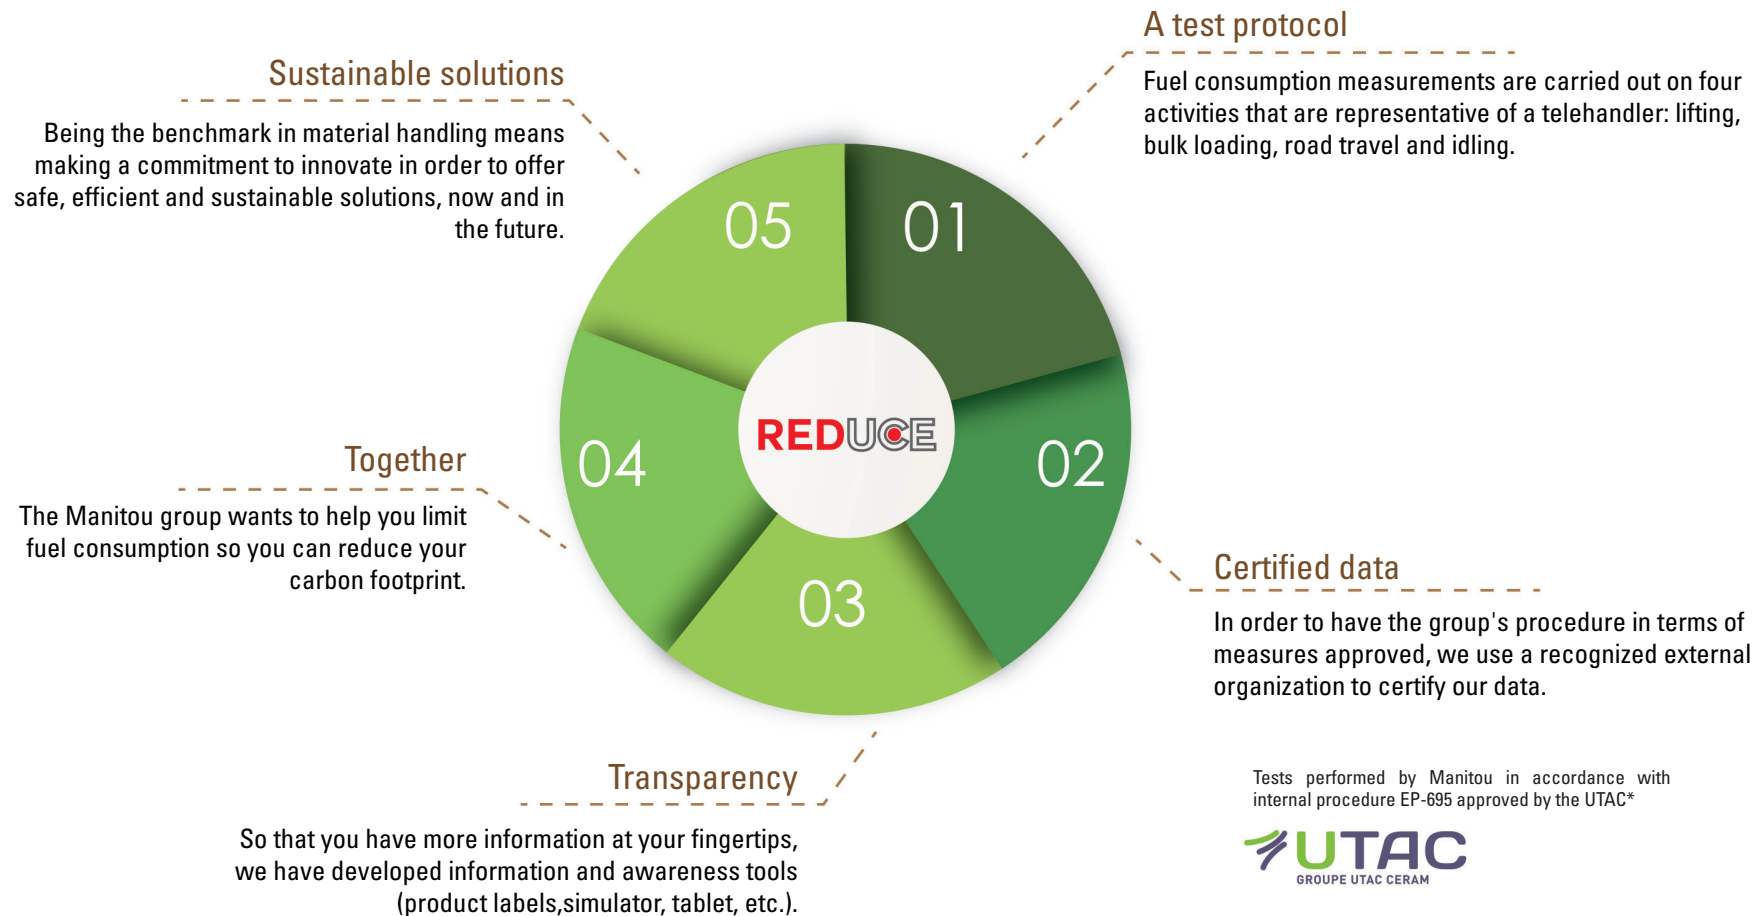 A test protocol
Fuel consumption measurements are carried out on four
activities that are representative of a telehandler: lifting,
bulk loading, road travel and idling.
Sustainable solutions
Being the benchmark in material handling means
making a commitment to innovate in order to offer
safe, efficient and sustainable solutions, now and in
the future.
05
01
REDUCE
04
02
03
Together
The Manitou group wants to help you limit
fuel consumption so you can reduce your
carbon footprint.
Certified data
In order to have the group's procedure in terms of
measures approved, we use a recognized external
organization to certify our data.
Transparency
So that you have more information at your fingertips,
we have developed information and awareness tools
(product labels,simulator, tablet, etc.).
Tests performed by Manitou in accordance with
internal procedure EP-695 approved by the UTAC*
UTAC
GROUPE UTAC CERAM